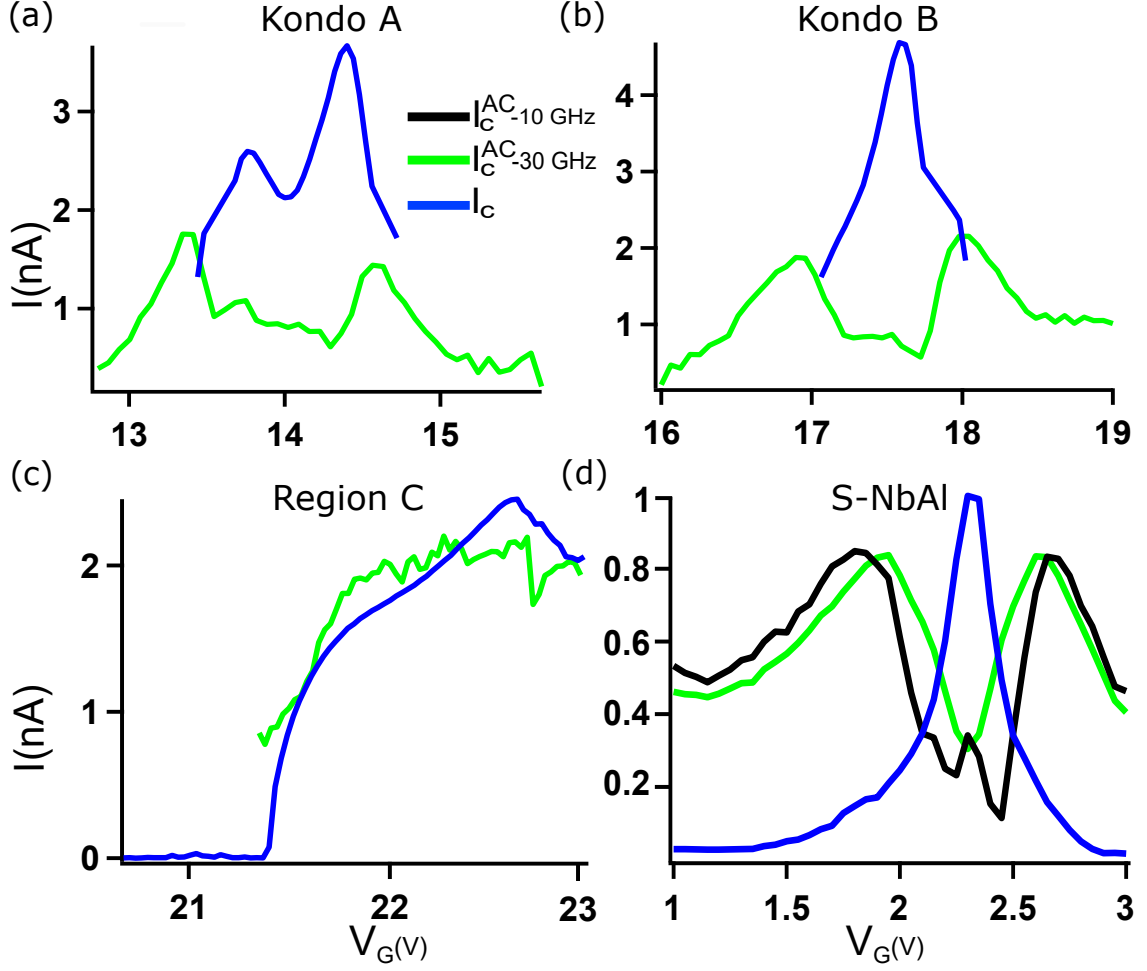 (a) Kondo A
(b) Kondo B
I(nA)
3
2
1
13 14 15
I_c^AC-10 GHz
I_c^AC-30 GHz
I_c
4
3
2
1
16 17 18 19
(c) Region C
(d) S-NbAl
I(nA)
2
1
0
21 22 23
V_G(V)
1
0.8
0.6
0.4
0.2
1 1.5 2 2.5 3
V_G(V)